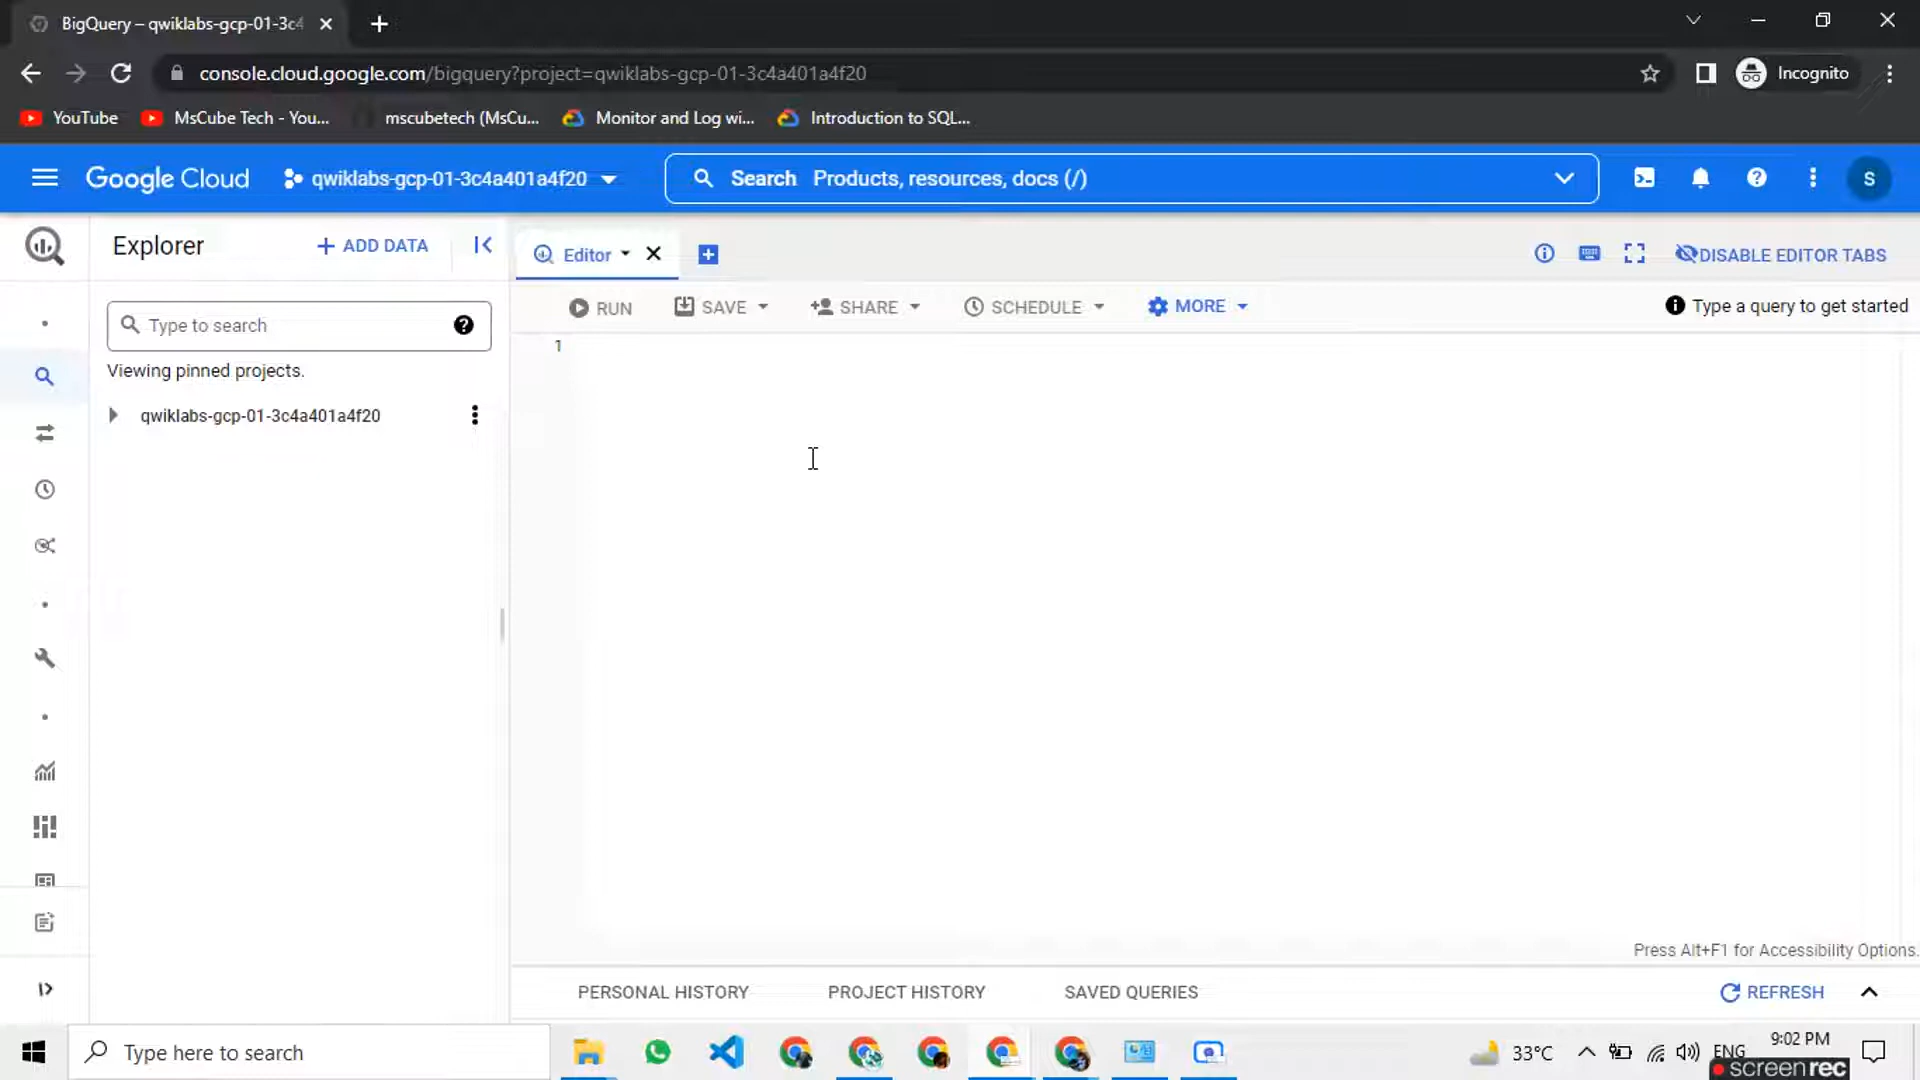 BigQuery – qwiklabs-gcp-01-3c4
console.cloud.google.com/bigquery?project=qwiklabs-gcp-01-3c4a401a4f20
Incognito
YouTube
MsCube Tech - You...
mscubetech (MsCu...
Monitor and Log wi...
Introduction to SQL...
Google Cloud
qwiklabs-gcp-01-3c4a401a4f20
Search Products, resources, docs (/)
S
Explorer
+ ADD DATA
Editor
DISABLE EDITOR TABS
RUN
SAVE
SHARE
SCHEDULE
MORE
Type a query to get started
Type to search
1
Viewing pinned projects.
qwiklabs-gcp-01-3c4a401a4f20
Press Alt+F1 for Accessibility Options.
PERSONAL HISTORY
PROJECT HISTORY
SAVED QUERIES
REFRESH
Type here to search
33°C
ENG
9:02 PM
screenrec